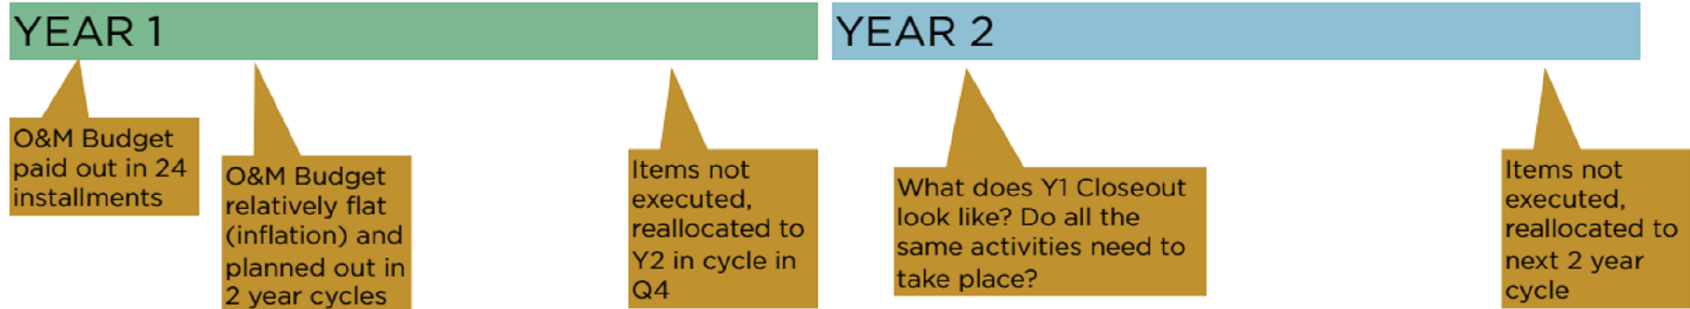 YEAR 1
YEAR 2
O&M Budget
paid out in 24
installments
O&M Budget
relatively flat
(inflation) and
planned out in
2 year cycles
Items not
executed,
reallocated to
Y2 in cycle in
Q4
What does Y1 Closeout
look like? Do all the
same activities need to
take place?
Items not
executed,
reallocated to
next 2 year
cycle